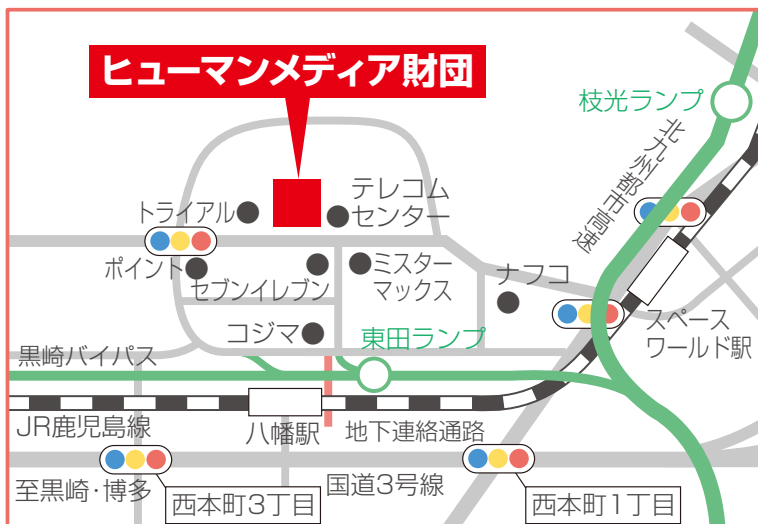 ヒューマンメディア財団
枝光ランプ
北九州都市高速
トライアル
テレコム
センター
ポイント
セブンイレブン
ミスター
マックス
ナフコ
コジマ
東田ランプ
スペース
ワールド駅
黒崎バイパス
JR鹿児島線
八幡駅
地下連絡通路
至黒崎・博多
西本町3丁目
国道3号線
西本町1丁目